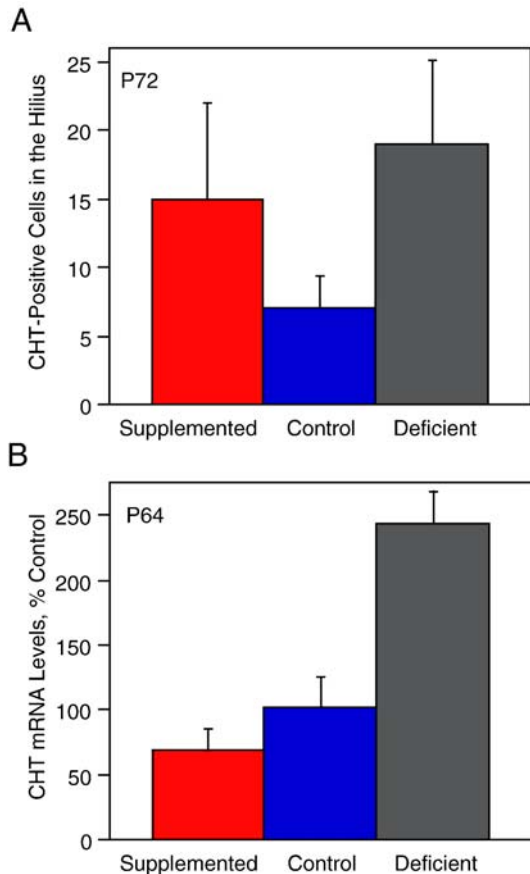 A
P72
CHT-Positive Cells in the Hilius
25
20
15
10
5
0
Supplemented Control Deficient
B
P64
CHT mRNA Levels, % Control
250
200
150
100
50
0
Supplemented Control Deficient